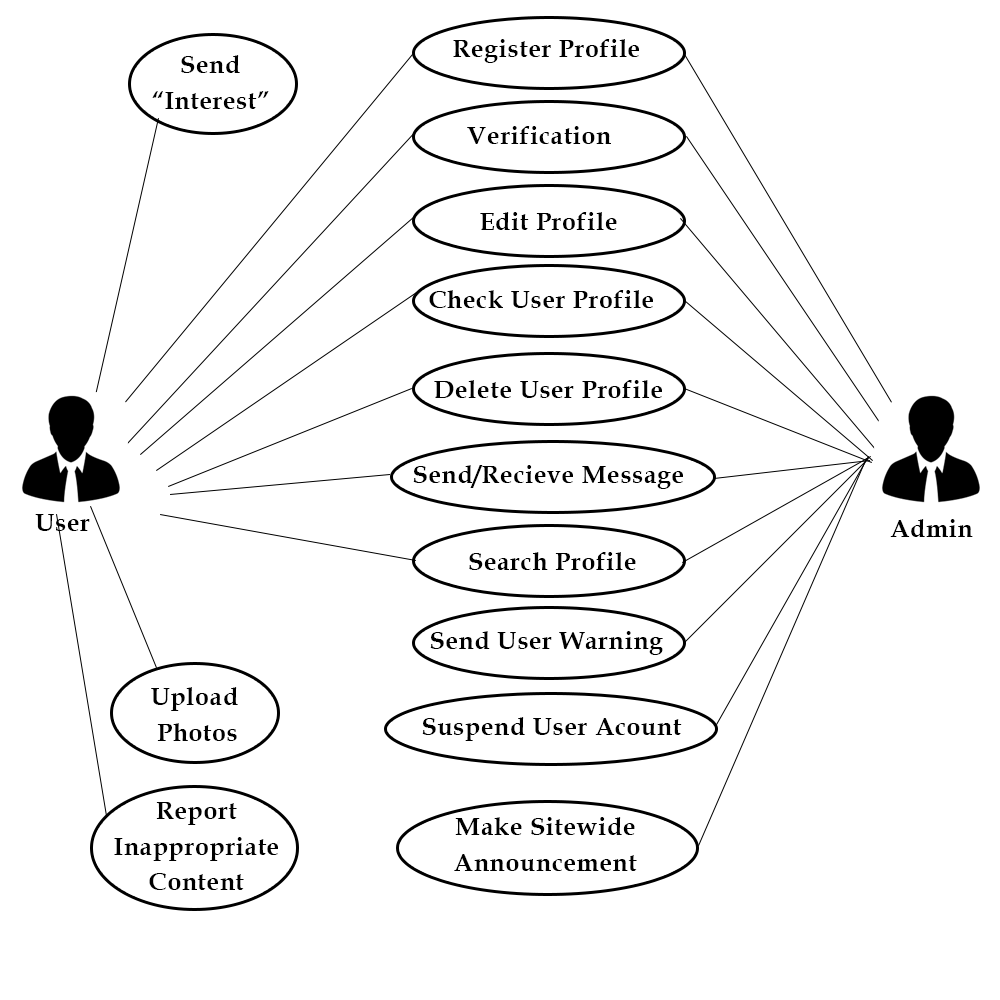 Send
“Interest”
Register Profile
Verification
Edit Profile
Check User Profile
Delete User Profile
Send/Recieve Message
User
Admin
Search Profile
Send User Warning
Upload
Photos
Suspend User Acount
Report
Inappropriate
Content
Make Sitewide
Announcement